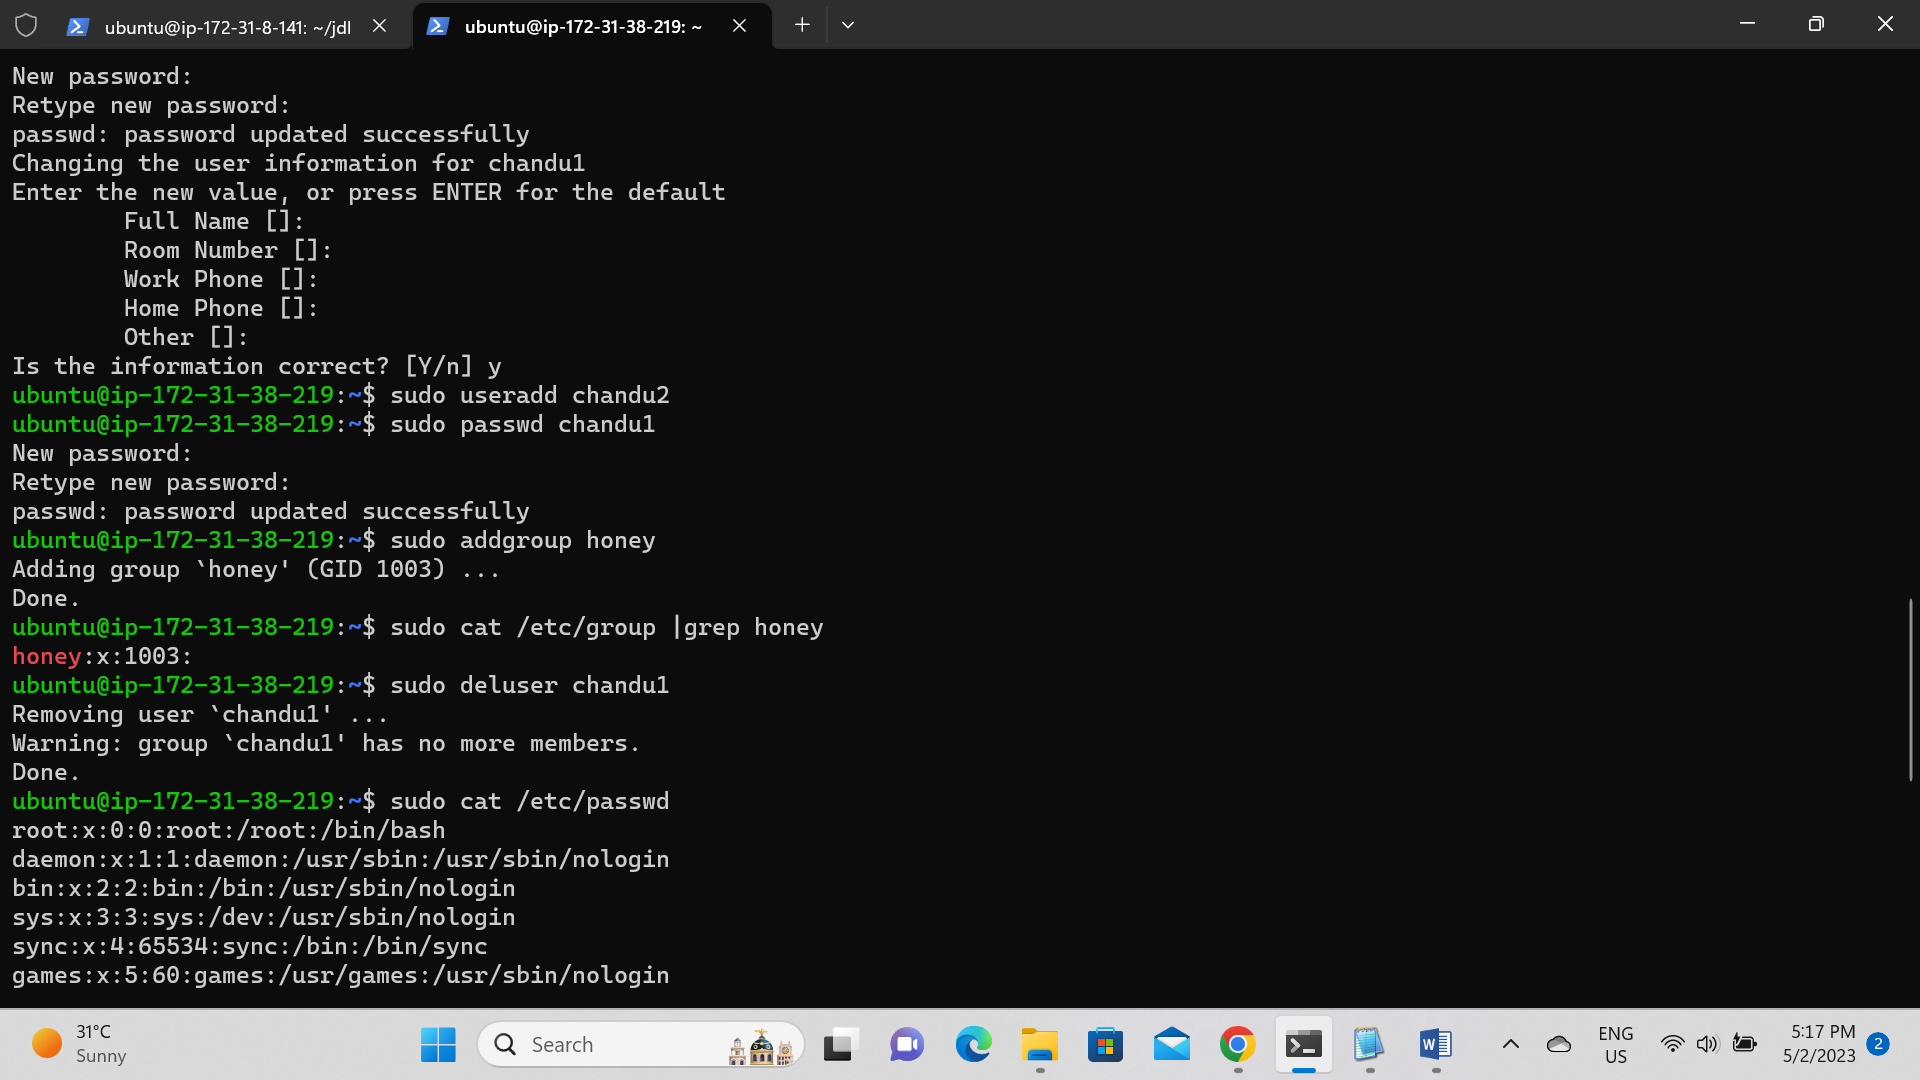 ubuntu@ip-172-31-8-141: ~/jdl
ubuntu@ip-172-31-38-219: ~
New password:
Retype new password:
passwd: password updated successfully
Changing the user information for chandu1
Enter the new value, or press ENTER for the default
Full Name []:
Room Number []:
Work Phone []:
Home Phone []:
Other []:
Is the information correct? [Y/n] y
ubuntu@ip-172-31-38-219:~$ sudo useradd chandu2
ubuntu@ip-172-31-38-219:~$ sudo passwd chandu1
New password:
Retype new password:
passwd: password updated successfully
ubuntu@ip-172-31-38-219:~$ sudo addgroup honey
Adding group `honey' (GID 1003) ...
Done.
ubuntu@ip-172-31-38-219:~$ sudo cat /etc/group |grep honey
honey:x:1003:
ubuntu@ip-172-31-38-219:~$ sudo deluser chandu1
Removing user `chandu1' ...
Warning: group `chandu1' has no more members.
Done.
ubuntu@ip-172-31-38-219:~$ sudo cat /etc/passwd
root:x:0:0:root:/root:/bin/bash
daemon:x:1:1:daemon:/usr/sbin:/usr/sbin/nologin
bin:x:2:2:bin:/bin:/usr/sbin/nologin
sys:x:3:3:sys:/dev:/usr/sbin/nologin
sync:x:4:65534:sync:/bin:/bin/sync
games:x:5:60:games:/usr/games:/usr/sbin/nologin
31°C
Sunny
Search
W
ENG
US
5:17 PM
5/2/2023
2